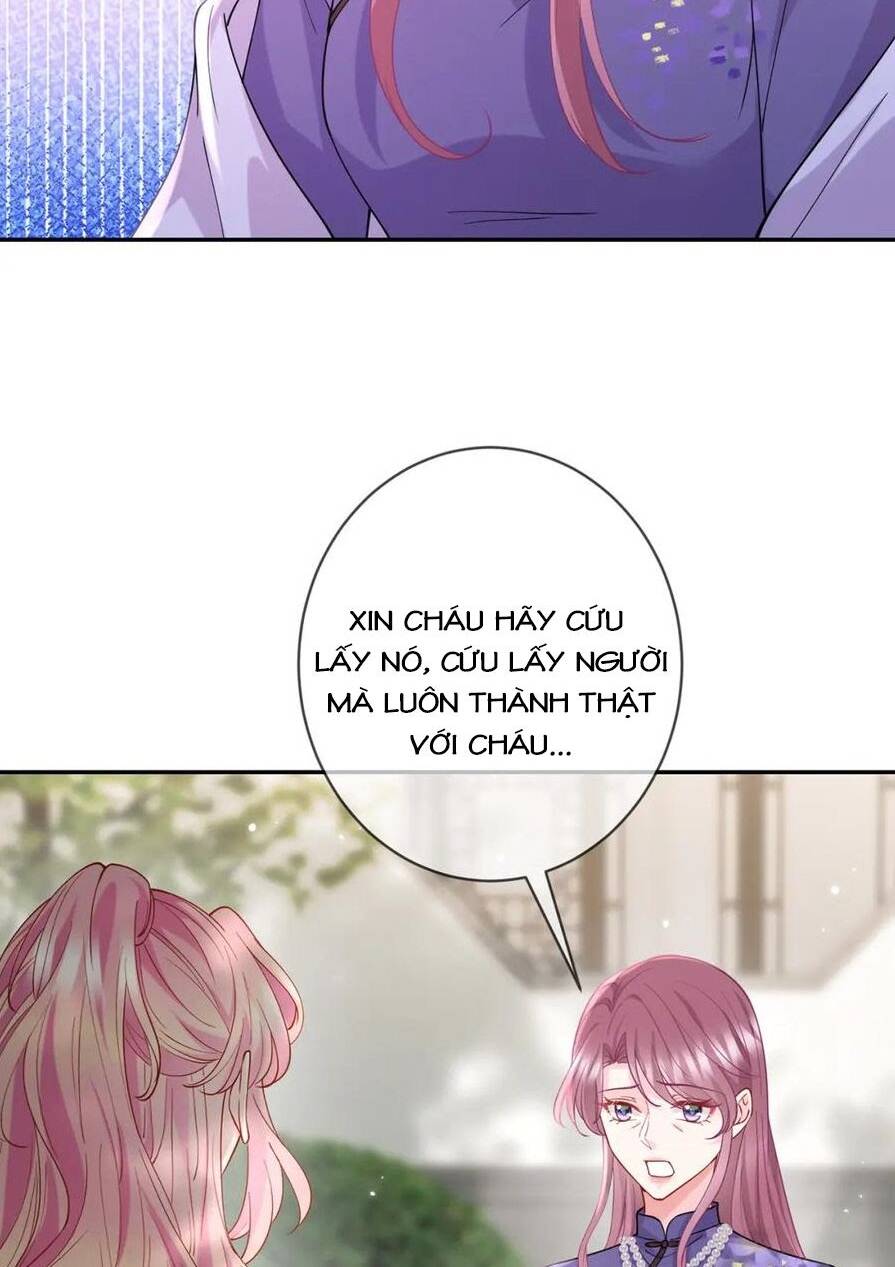 XIN CHÁU HÃY CỨU
LẤY NÓ, CỨU LẤY NGƯỜI
MÀ LUÔN THÀNH THẬT
VỚI CHÁU...